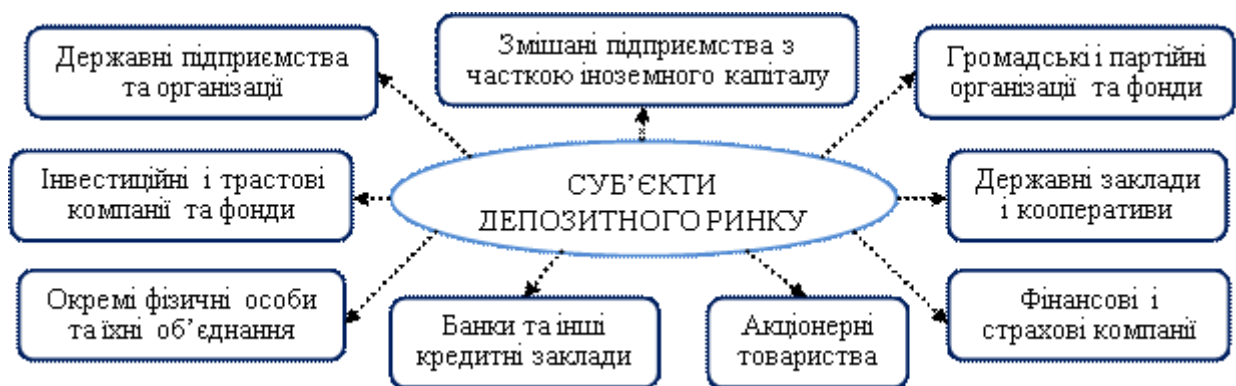 Державні підприємства
та організації
Змішані підприємства з
часткою іноземного капіталу
Громадські і партійні
організації та фонди
Інвестиційні і трастові
компанії та фонди
СУБ’ЄКТИ
ДЕПОЗИТНОГО РИНКУ
Державні заклади
і кооперативи
Окремі фізичні особи
та їхні об’єднання
Банки та інші
кредитні заклади
Акціонерні
товариства
Фінансові і
страхові компанії